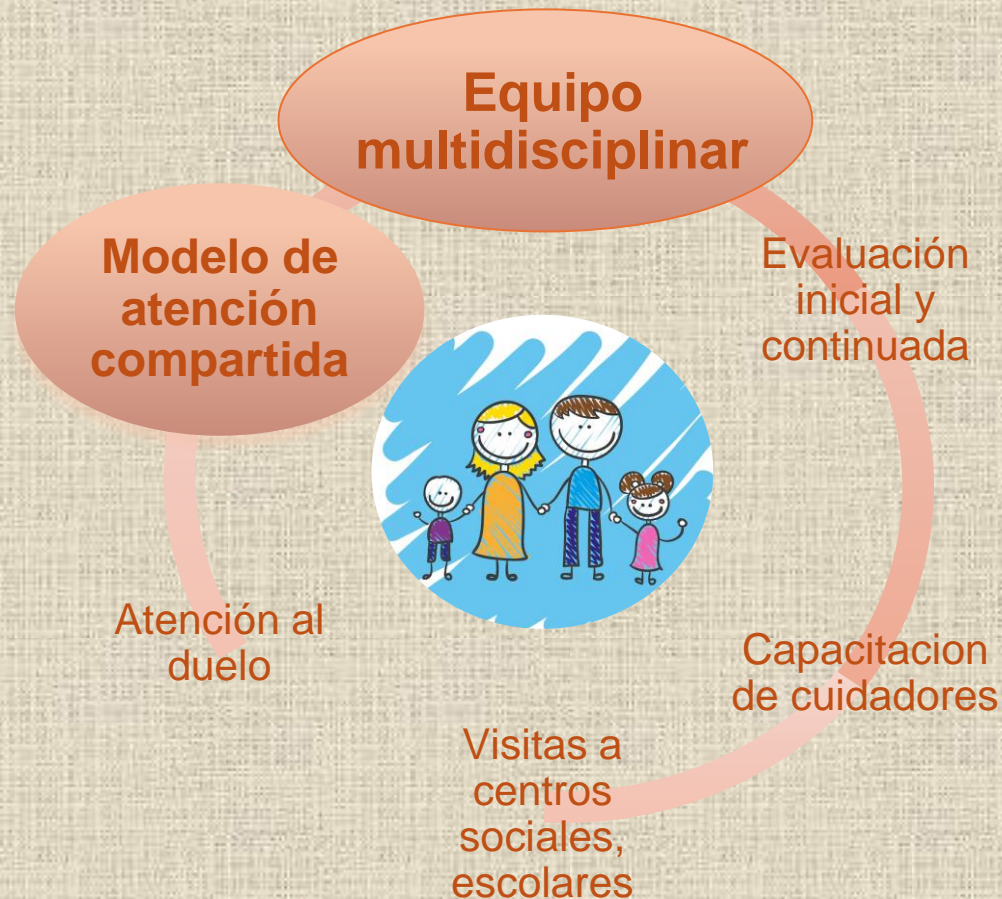 Equipo
multidisciplinar
Modelo de
atención
compartida
Evaluación
inicial y
continuada
Capacitacion
de cuidadores
Visitas a
centros
sociales,
escolares
Atención al
duelo